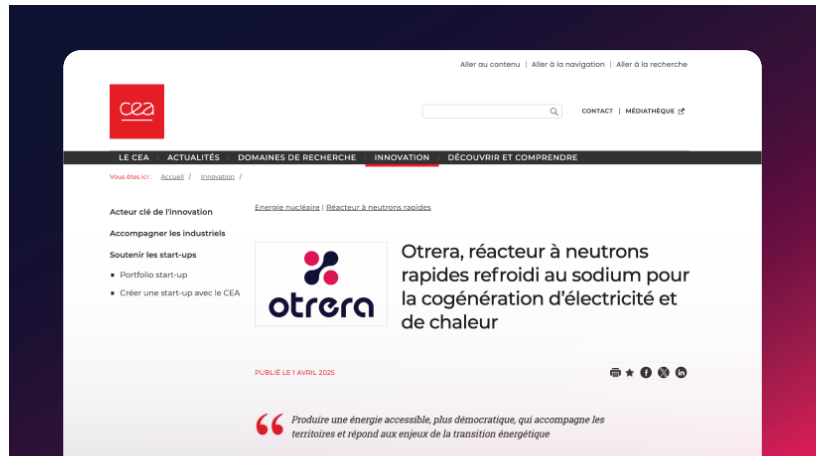 Aller au contenu | Aller à la navigation | Aller à la recherche
cea
CONTACT | MÉDIATHÈQUE
LE CEA ACTUALITÉS DOMAINES DE RECHERCHE INNOVATION DÉCOUVRIR ET COMPRENDRE
Vous êtes ici : Accueil / Innovation /
Acteur clé de l'innovation
Accompagner les industriels
Soutenir les start-ups
• Portfolio start-up
• Créer une start-up avec le CEA
Energie nucléaire | Réacteur à neutrons rapides
otrera
Otrera, réacteur à neutrons
rapides refroidi au sodium pour
la cogénération d'électricité et
de chaleur
PUBLIÉ LE 1 AVRIL 2025
Produire une énergie accessible, plus démocratique, qui accompagne les
territoires et répond aux enjeux de la transition énergétique